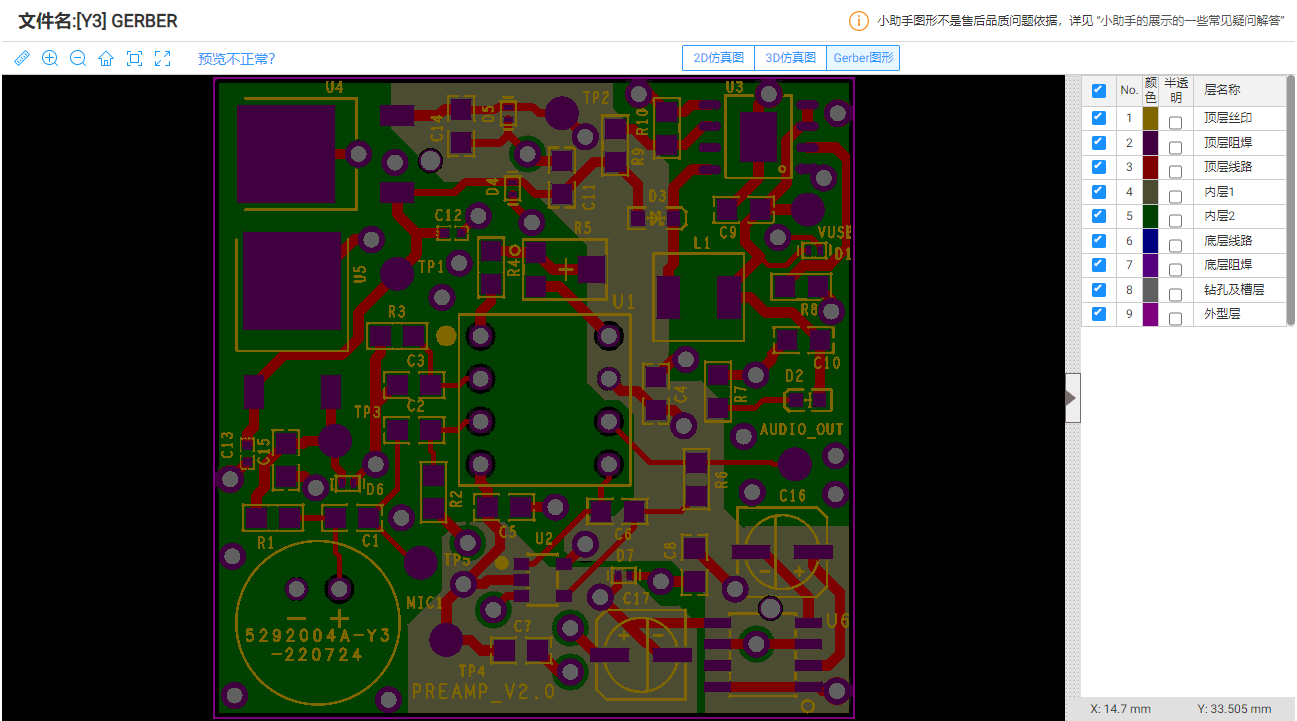 文件名:[Y3] GERBER
小助手图形不是售后品质问题依据，详见 “小助手的展示的一些常见疑问解答”
预览不正常?
2D仿真图 3D仿真图 Gerber图形
No. 颜色 半透明 层名称
1 顶层丝印
2 顶层阻焊
3 顶层线路
4 内层1
5 内层2
6 底层线路
7 底层阻焊
8 钻孔及槽层
9 外型层
U4
U3
TP2
D5
C14
R10
R9
D4
C11
D3
C12
C9
R5
VUSB
D1
L1
TP1
R4
U5
U1
R8
R3
C10
C3
D2
C4
R7
TP3
C2
AUDIO_OUT
C13
C15
R6
D6
R2
C16
C5
C6
R1
C1
U2
C8
D7
TP5
MIC1
C17
5292004A-Y3
-220724
C7
U6
TP4
PREAMP_V2.0
X: 14.7 mm Y: 33.505 mm